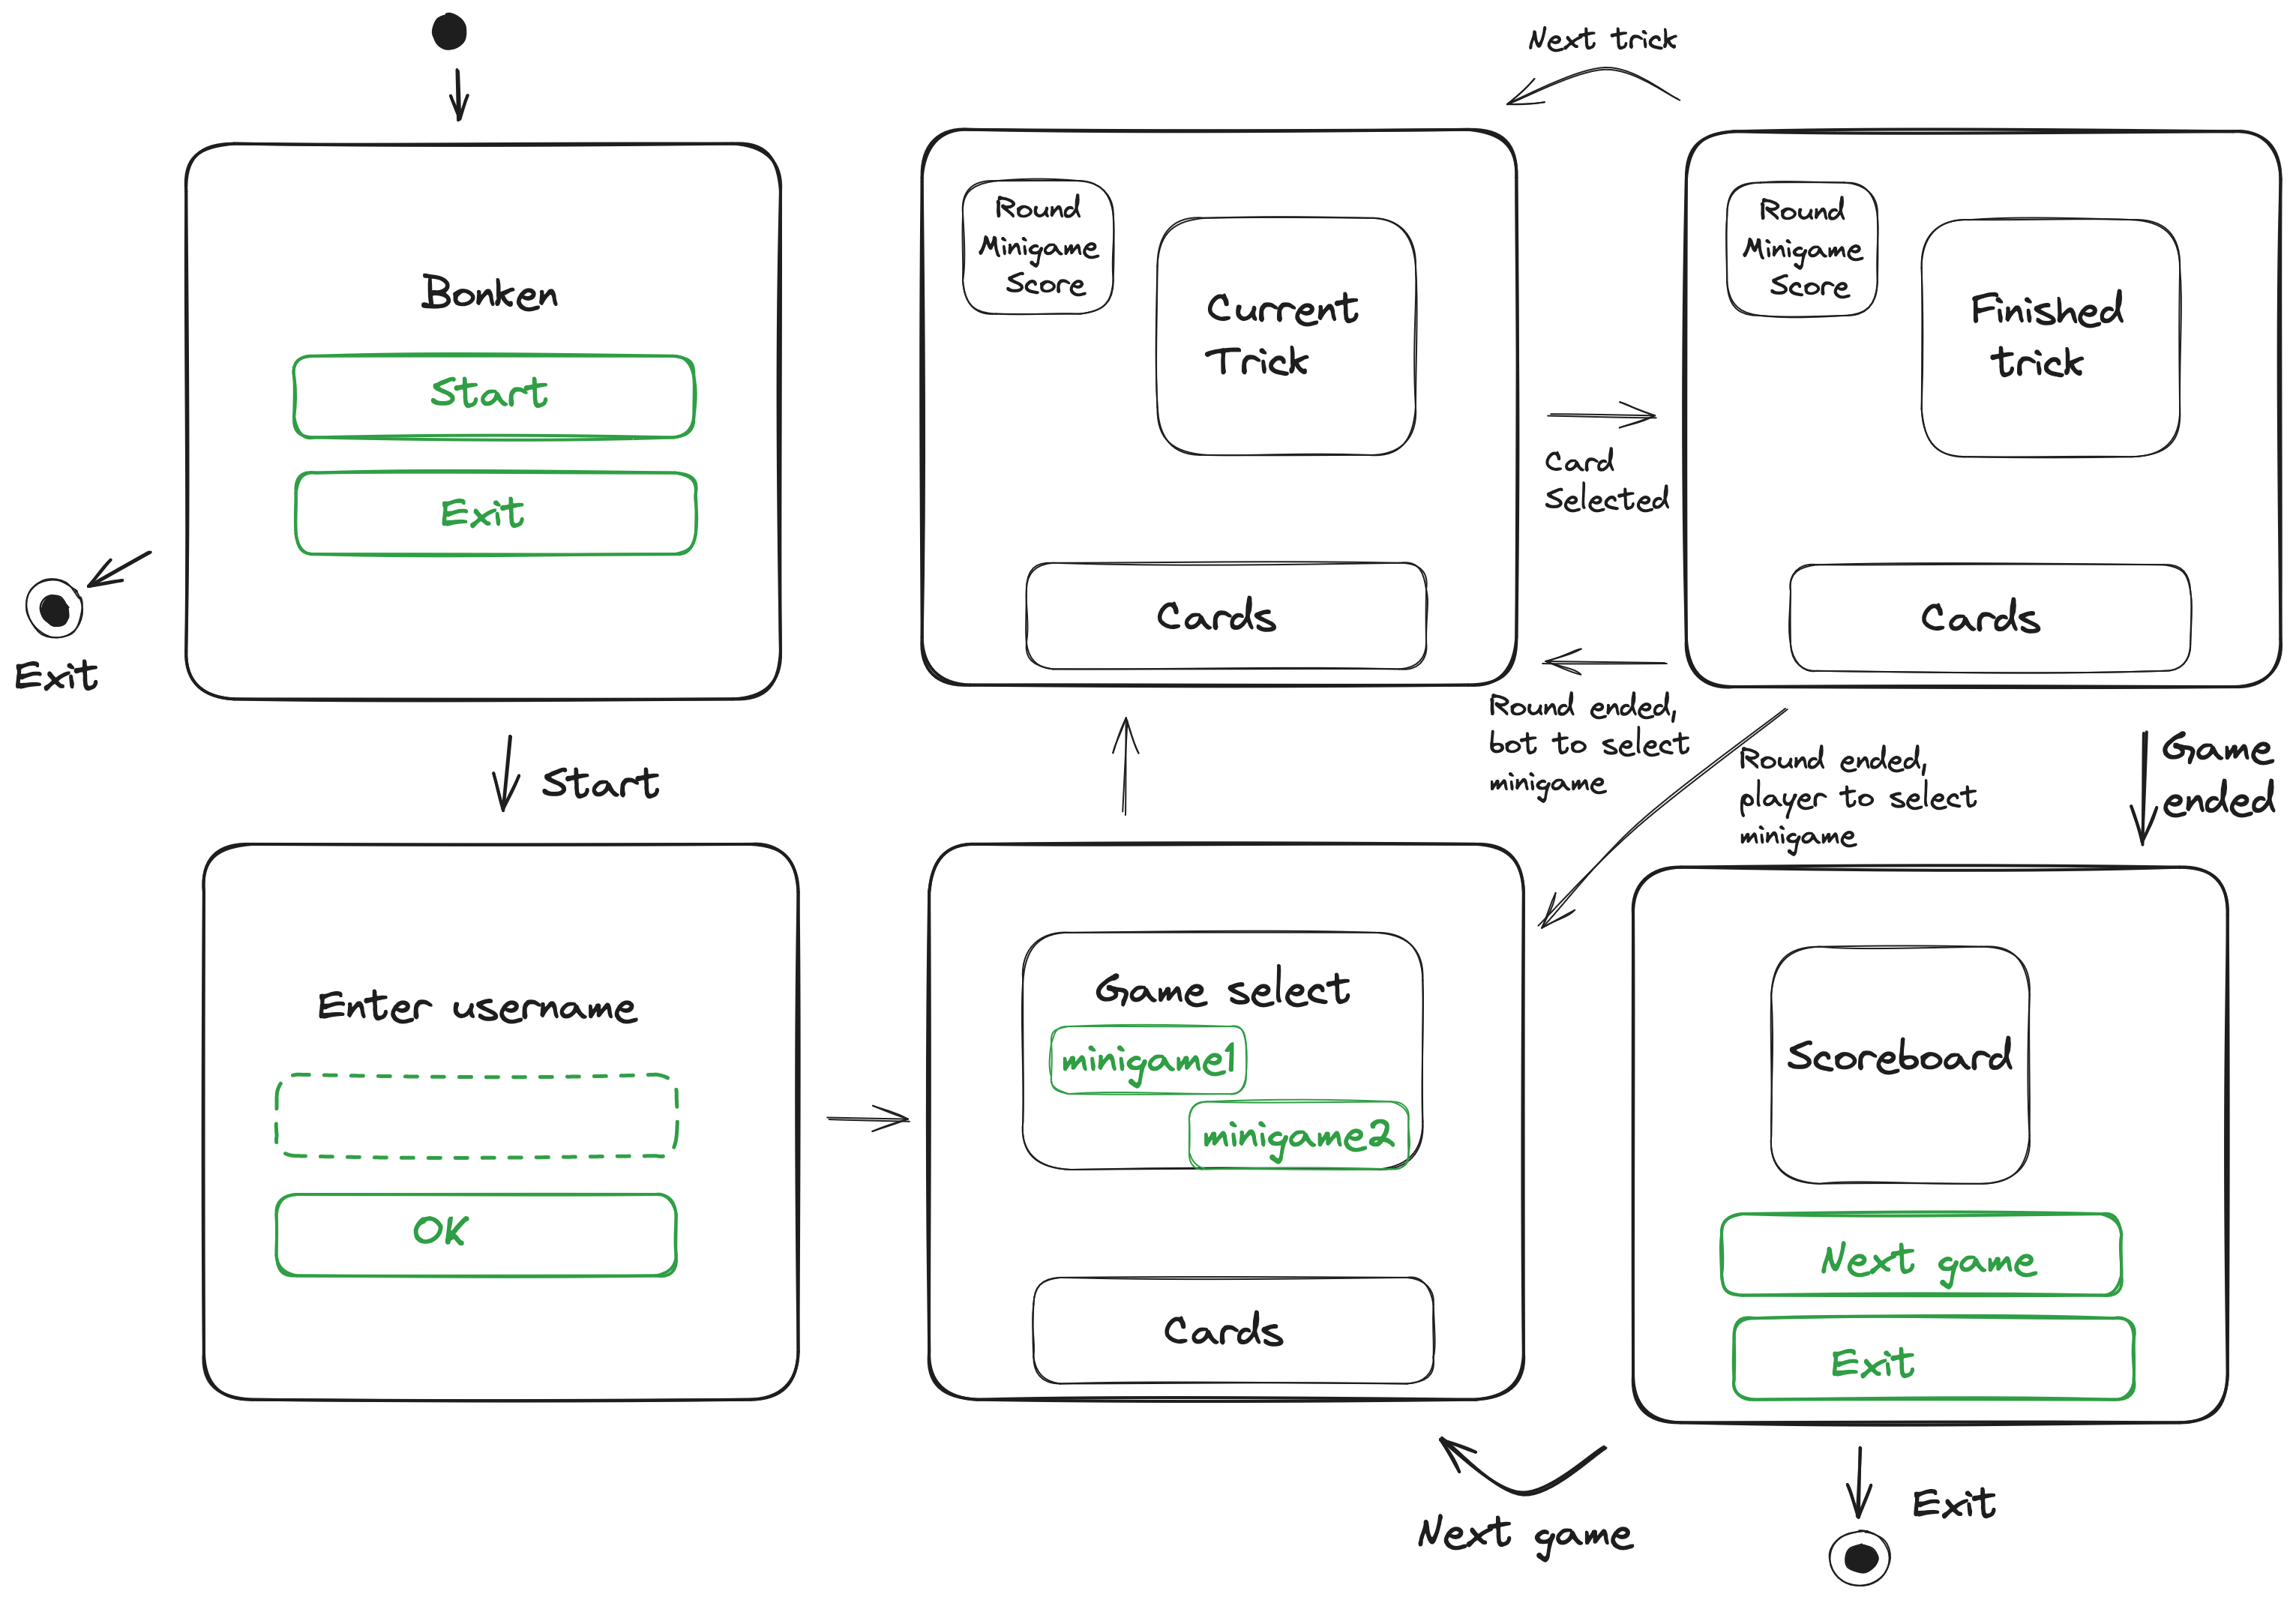 Bonken
Start
Exit
Exit
Start
Enter username
OK
Round
Minigame
Score
Current
Trick
Cards
Next trick
Card
Selected
Round
Minigame
Score
Finished
trick
Cards
Round ended,
bot to select
minigame
Round ended,
player to select
minigame
Game
ended
Game select
minigame1
minigame2
Cards
Scoreboard
Next game
Exit
Next game
Exit